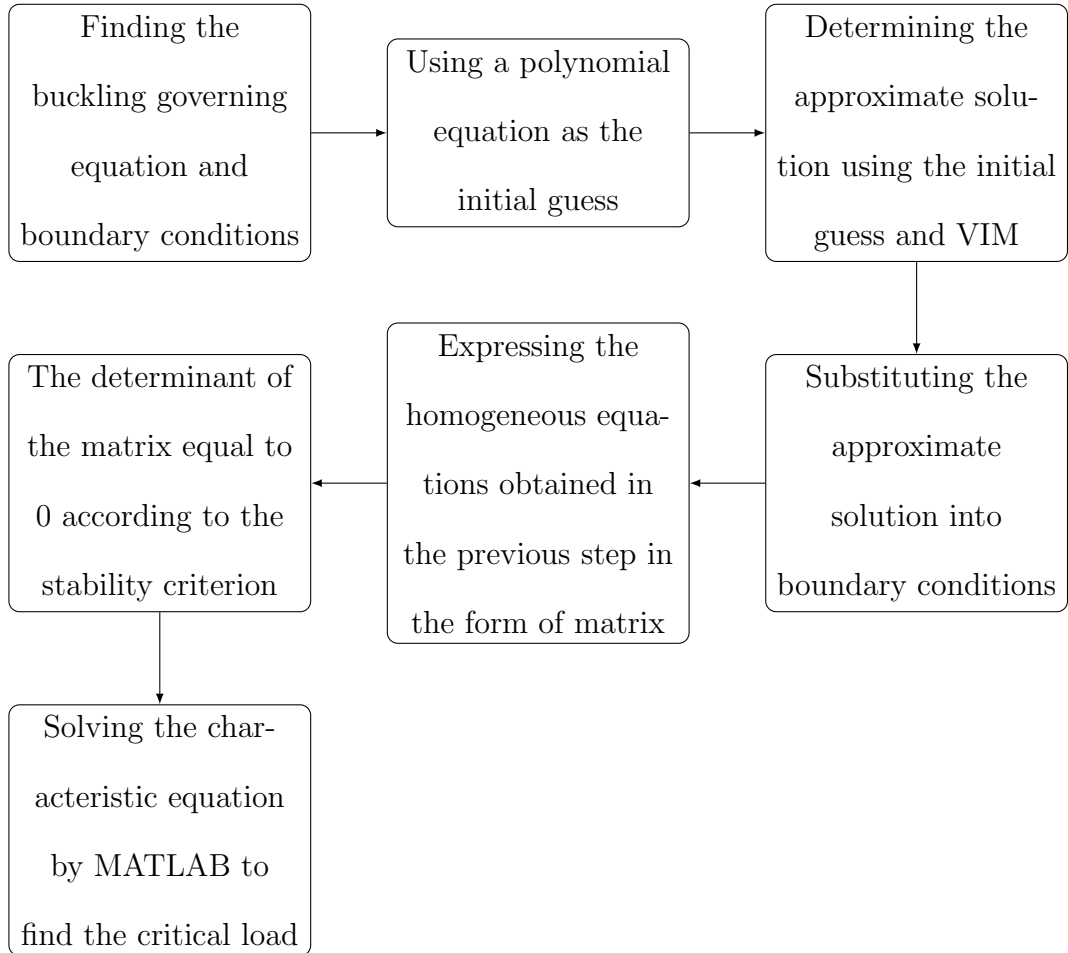 Finding the
buckling governing
equation and
boundary conditions
Using a polynomial
equation as the
initial guess
Determining the
approximate solu-
tion using the initial
guess and VIM
Substituting the
approximate
solution into
boundary conditions
Expressing the
homogeneous equa-
tions obtained in
the previous step in
the form of matrix
The determinant of
the matrix equal to
0 according to the
stability criterion
Solving the char-
acteristic equation
by MATLAB to
find the critical load